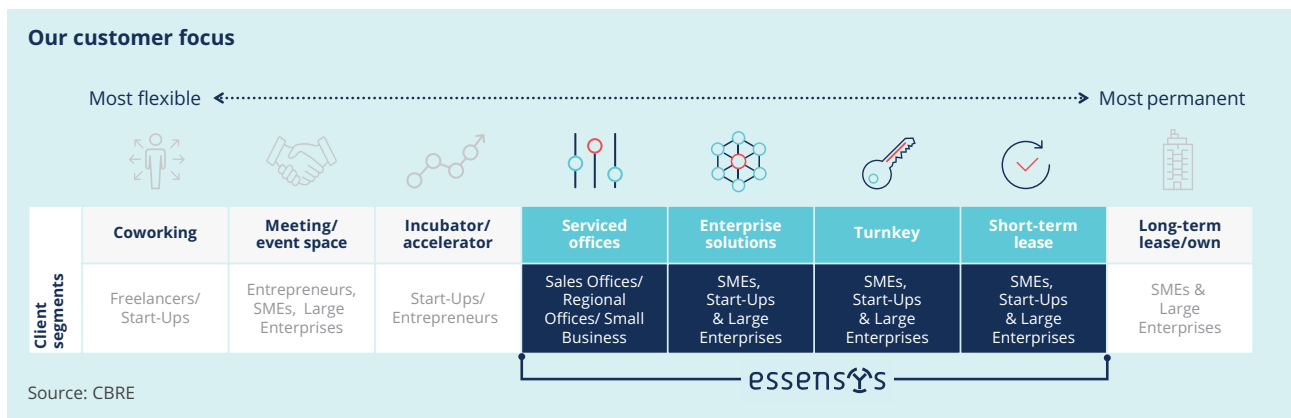 Our customer focus
Most flexible
Most permanent
Coworking
Meeting/
event space
Incubator/
accelerator
Serviced
offices
Enterprise
solutions
Turnkey
Short-term
lease
Long-term
lease/own
Client
segments
Freelancers/
Start-Ups
Entrepreneurs,
SMEs, Large
Enterprises
Start-Ups/
Entrepreneurs
Sales Offices/
Regional
Offices/ Small
Business
SMEs,
Start-Ups
& Large
Enterprises
SMEs,
Start-Ups
& Large
Enterprises
SMEs,
Start-Ups
& Large
Enterprises
SMEs &
Large
Enterprises
essensys
Source: CBRE